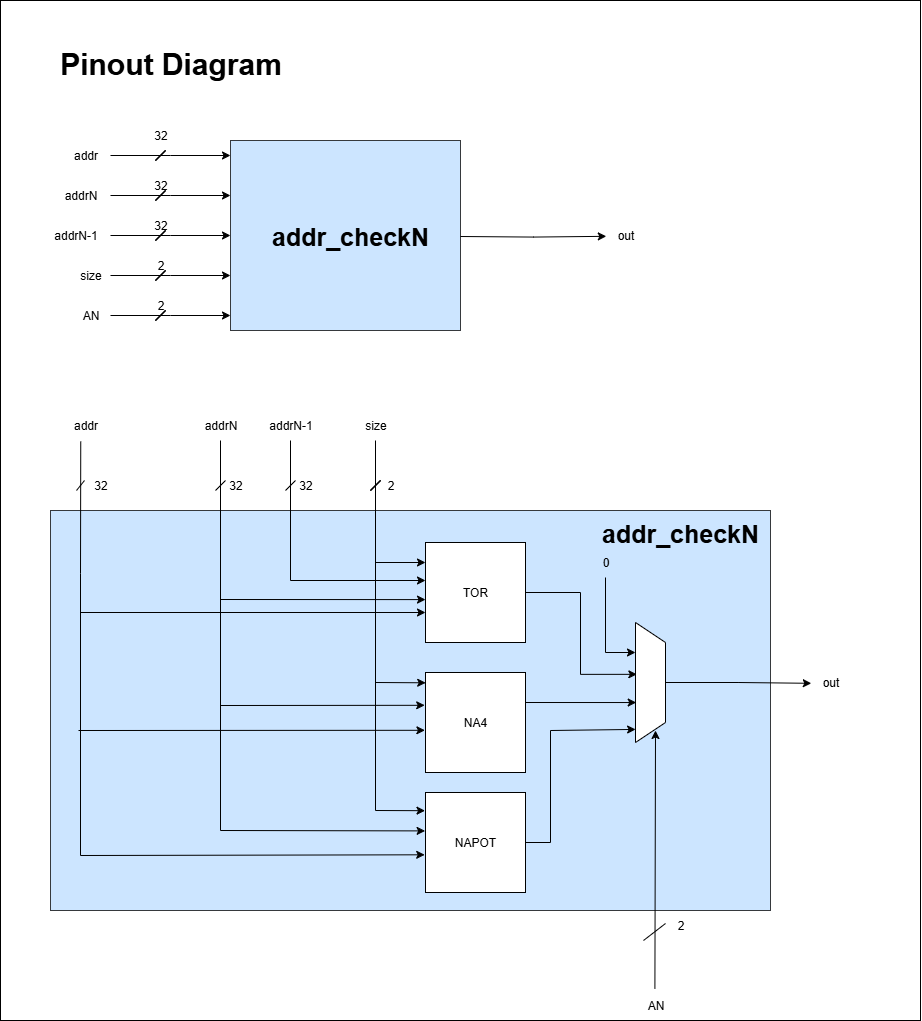 Pinout Diagram
32
addr
32
addrN
32
addrN-1
addr_checkN
out
2
size
2
AN
addr
addrN
addrN-1
size
32
32
32
2
addr_checkN
0
TOR
out
NA4
NAPOT
2
AN